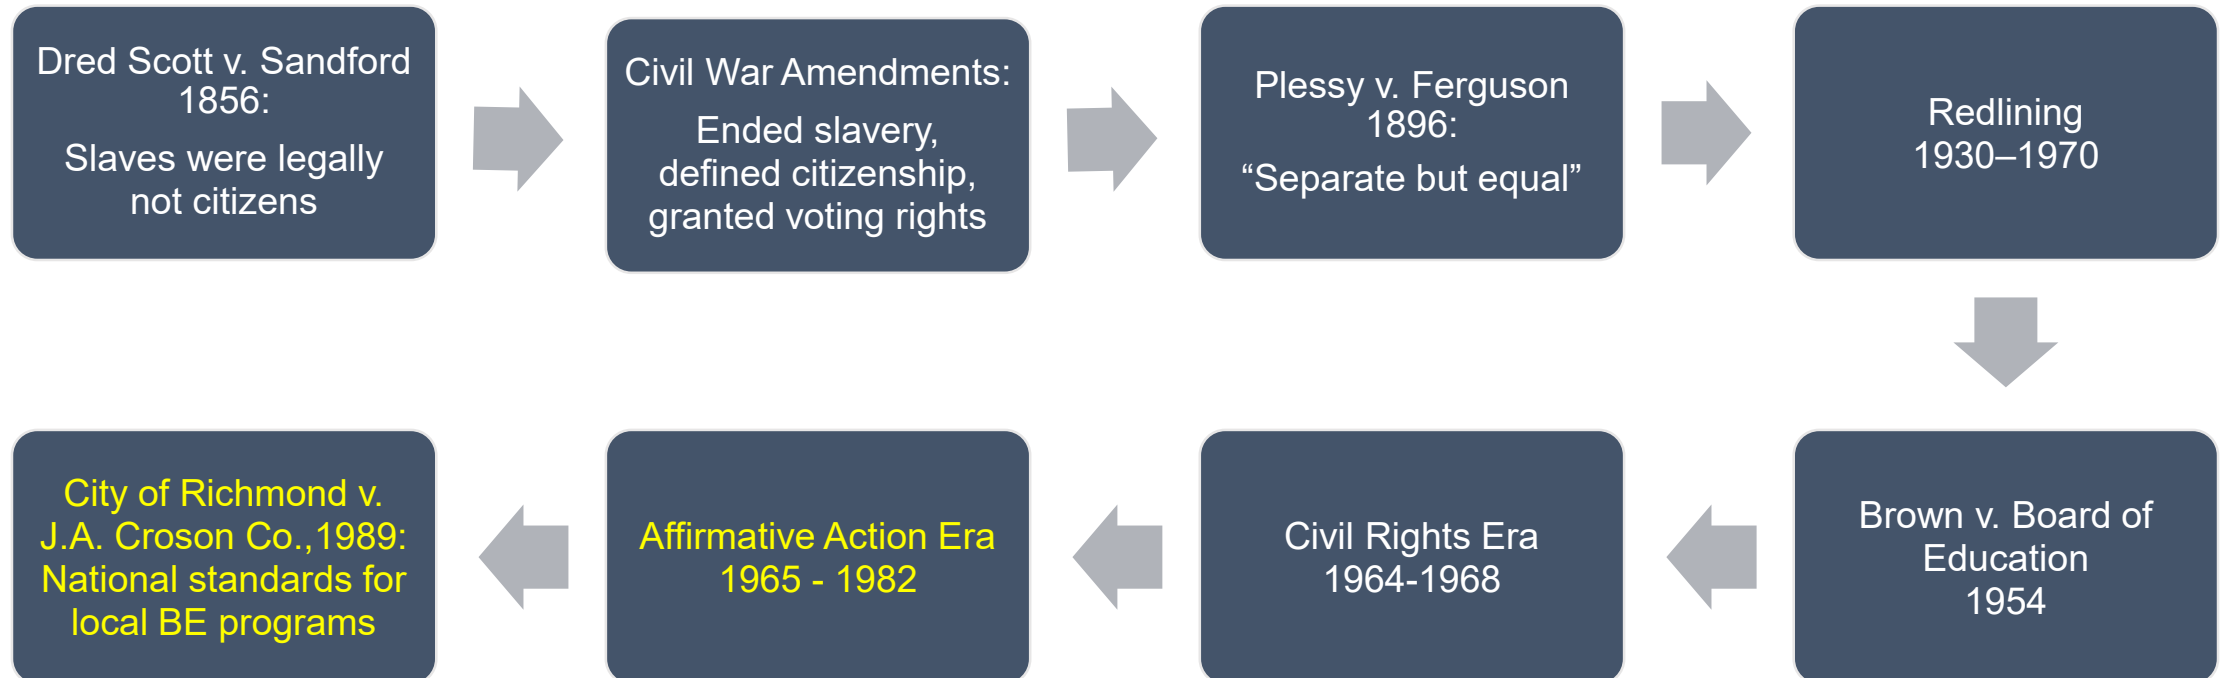 Dred Scott v. Sandford
1856:
Slaves were legally
not citizens
Civil War Amendments:
Ended slavery,
defined citizenship,
granted voting rights
Plessy v. Ferguson
1896:
“Separate but equal”
Redlining
1930–1970
Brown v. Board of
Education
1954
Civil Rights Era
1964-1968
Affirmative Action Era
1965 - 1982
City of Richmond v.
J.A. Croson Co.,1989:
National standards for
local BE programs